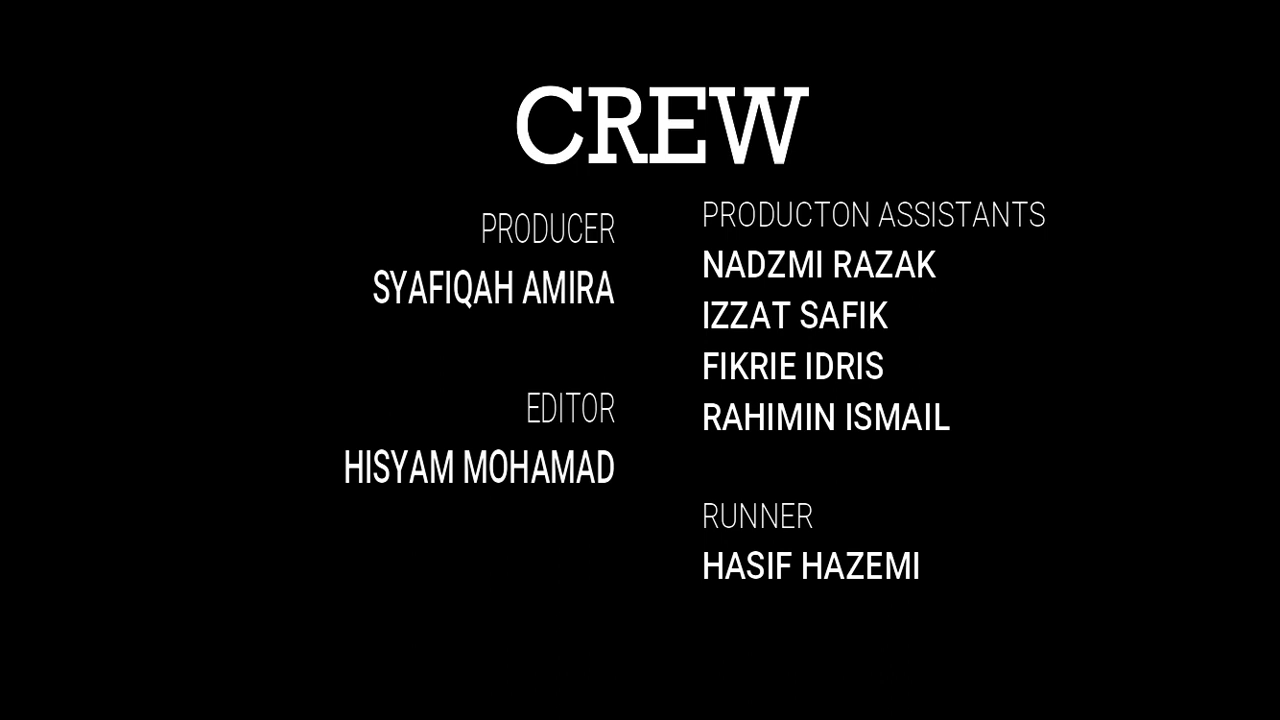 CREW
PRODUCER
SYAFIQAH AMIRA
EDITOR
HISYAM MOHAMAD
PRODUCTON ASSISTANTS
NADZMI RAZAK
IZZAT SAFIK
FIKRIE IDRIS
RAHIMIN ISMAIL
RUNNER
HASIF HAZEMI